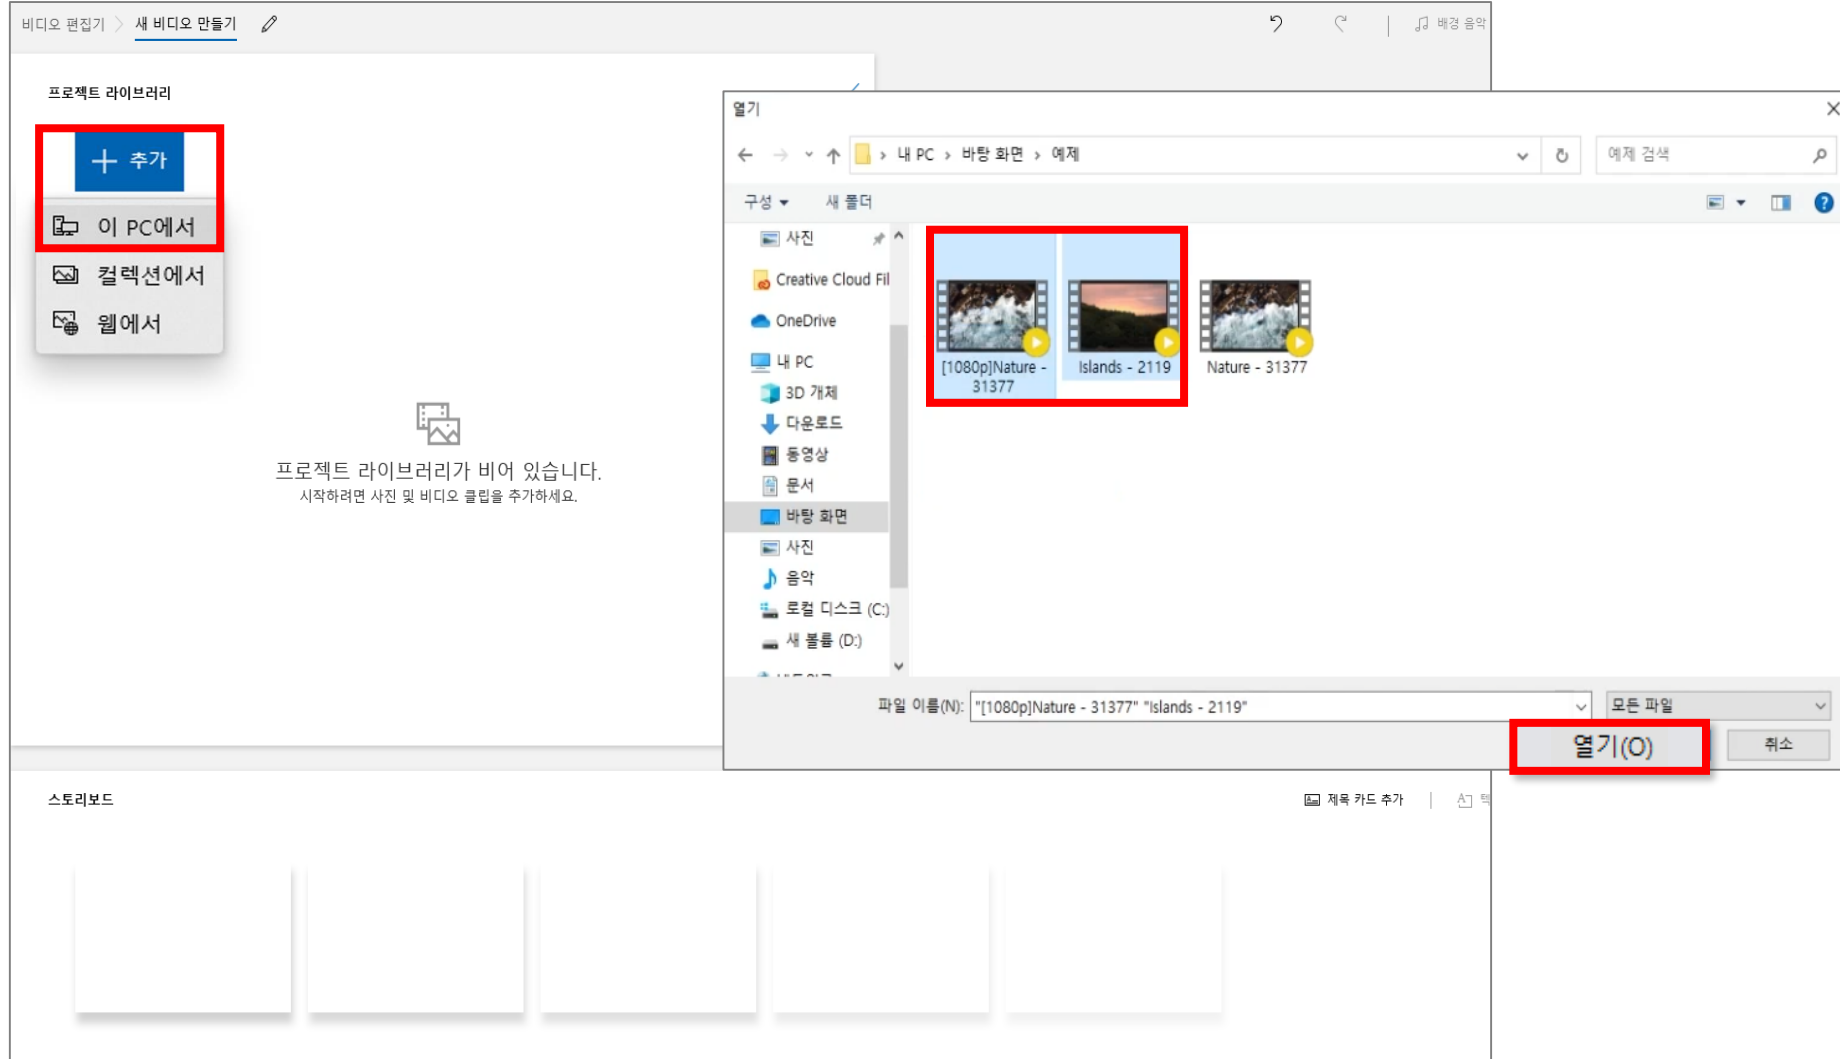 비디오 편집기
새 비디오 만들기
배경 음악
프로젝트 라이브러리
추가
이 PC에서
컬렉션에서
웹에서
프로젝트 라이브러리가 비어 있습니다.
시작하려면 사진 및 비디오 클립을 추가하세요.
열기
내 PC › 바탕 화면 › 예제
예제 검색
구성
새 폴더
사진
Creative Cloud Fil
OneDrive
내 PC
3D 개체
다운로드
동영상
문서
바탕 화면
사진
음악
로컬 디스크 (C:)
새 볼륨 (D:)
[1080p]Nature -
31377
Islands - 2119
Nature - 31377
파일 이름(N):
"[1080p]Nature - 31377" "Islands - 2119"
모든 파일
열기(O)
취소
스토리보드
제목 카드 추가